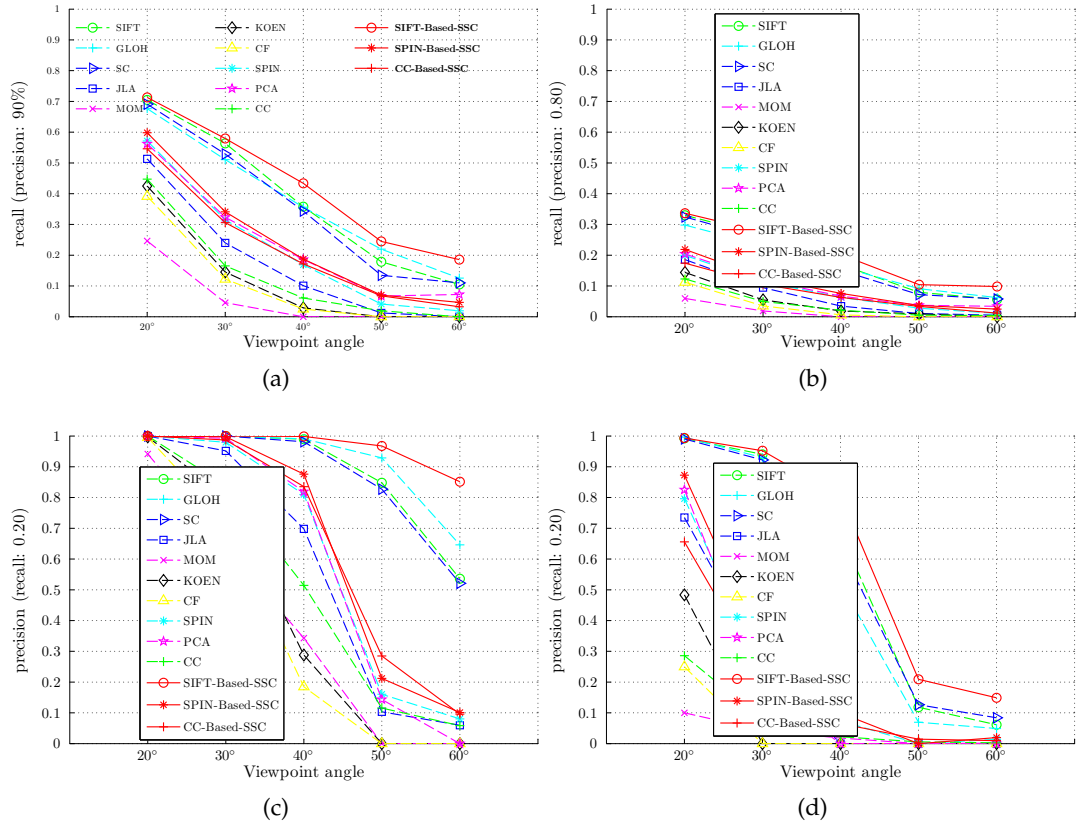 SIFT
GLOH
SC
JLA
MOM
KOEN
CF
SPIN
PCA
CC
SIFT-Based-SSC
SPIN-Based-SSC
CC-Based-SSC
1
0.9
0.8
0.7
0.6
0.5
0.4
0.3
0.2
0.1
0
recall (precision: 90%)
20° 30° 40° 50° 60°
Viewpoint angle
(a)
SIFT
GLOH
SC
JLA
MOM
KOEN
CF
SPIN
PCA
CC
SIFT-Based-SSC
SPIN-Based-SSC
CC-Based-SSC
1
0.9
0.8
0.7
0.6
0.5
0.4
0.3
0.2
0.1
0
recall (precision: 0.80)
20° 30° 40° 50° 60°
Viewpoint angle
(b)
1
0.9
0.8
0.7
0.6
0.5
0.4
0.3
0.2
0.1
0
precision (recall: 0.20)
SIFT
GLOH
SC
JLA
MOM
KOEN
CF
SPIN
PCA
CC
SIFT-Based-SSC
SPIN-Based-SSC
CC-Based-SSC
20° 30° 40° 50° 60°
Viewpoint angle
(c)
1
0.9
0.8
0.7
0.6
0.5
0.4
0.3
0.2
0.1
0
precision (recall: 0.20)
SIFT
GLOH
SC
JLA
MOM
KOEN
CF
SPIN
PCA
CC
SIFT-Based-SSC
SPIN-Based-SSC
CC-Based-SSC
20° 30° 40° 50° 60°
Viewpoint angle
(d)